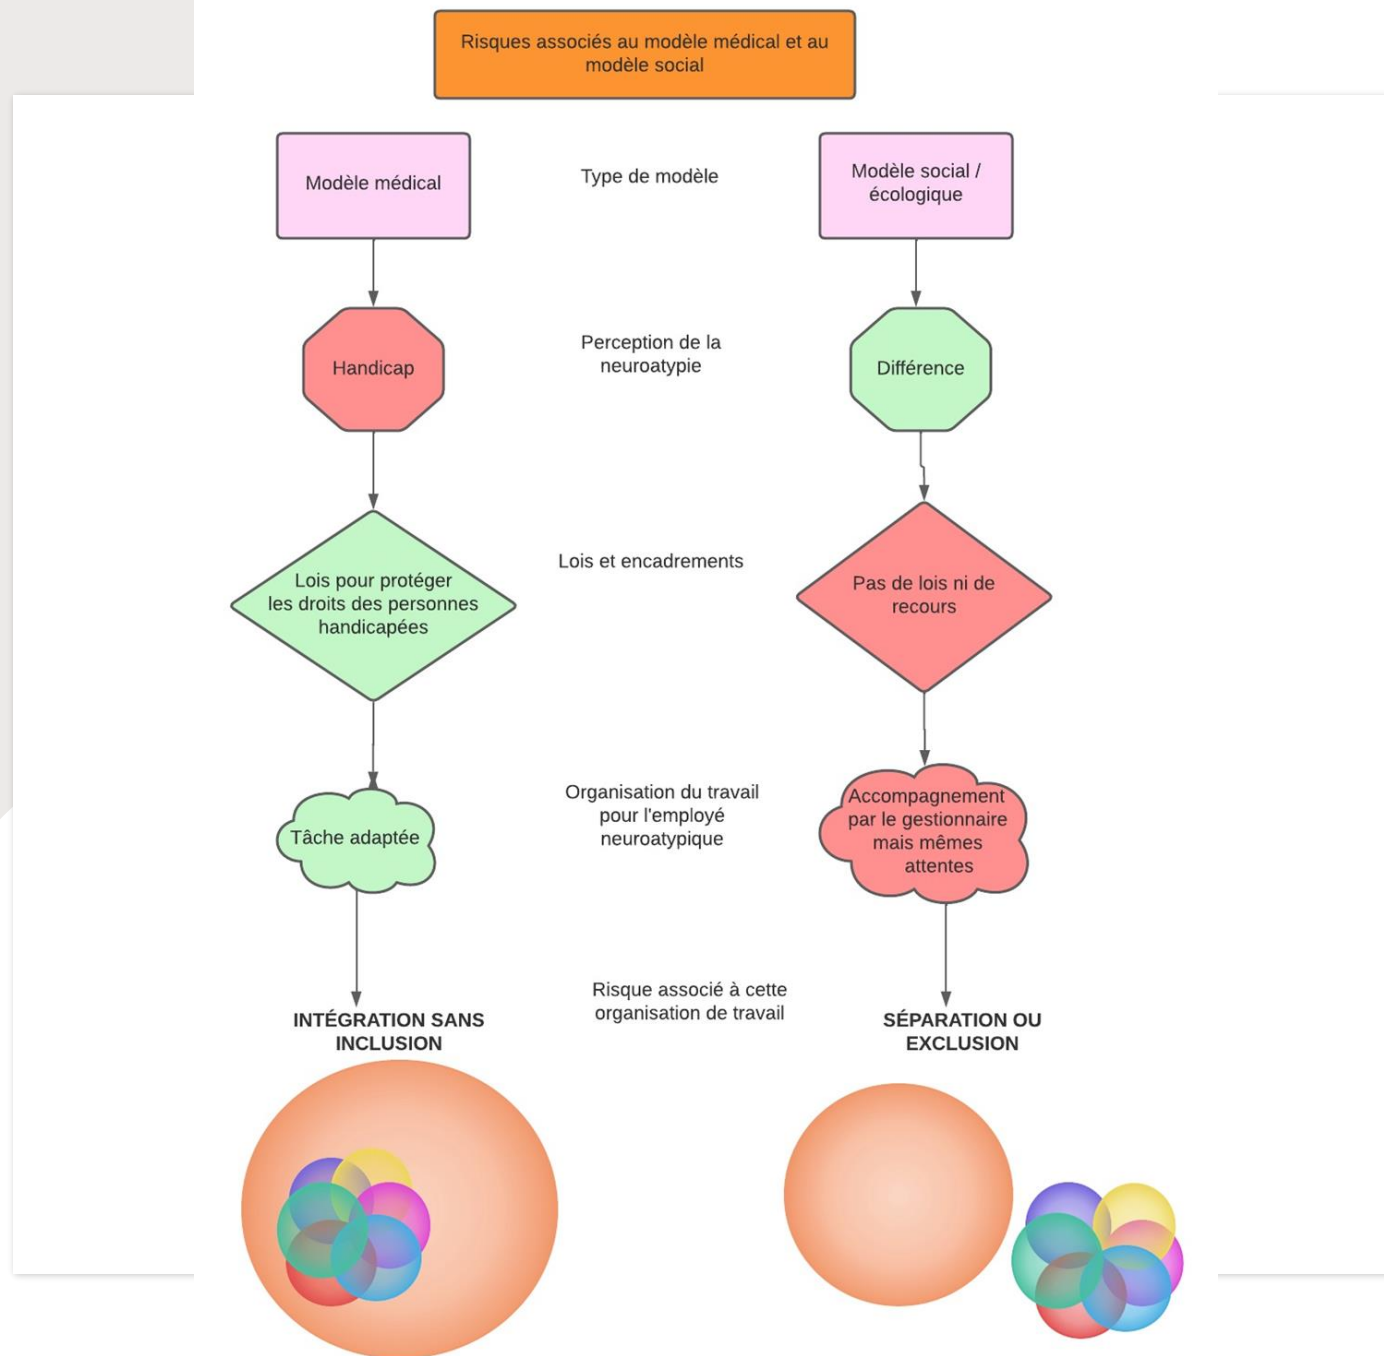 Risques associés au modèle médical et au
modèle social
Modèle médical
Type de modèle
Modèle social /
écologique
Handicap
Perception de la
neuroatypie
Différence
Lois pour protéger
les droits des personnes
handicapées
Lois et encadrements
Pas de lois ni de
recours
Tâche adaptée
Organisation du travail
pour l'employé
neuroatypique
Accompagnement
par le gestionnaire
mais mêmes
attentes
INTÉGRATION SANS
INCLUSION
Risque associé à cette
organisation de travail
SÉPARATION OU
EXCLUSION